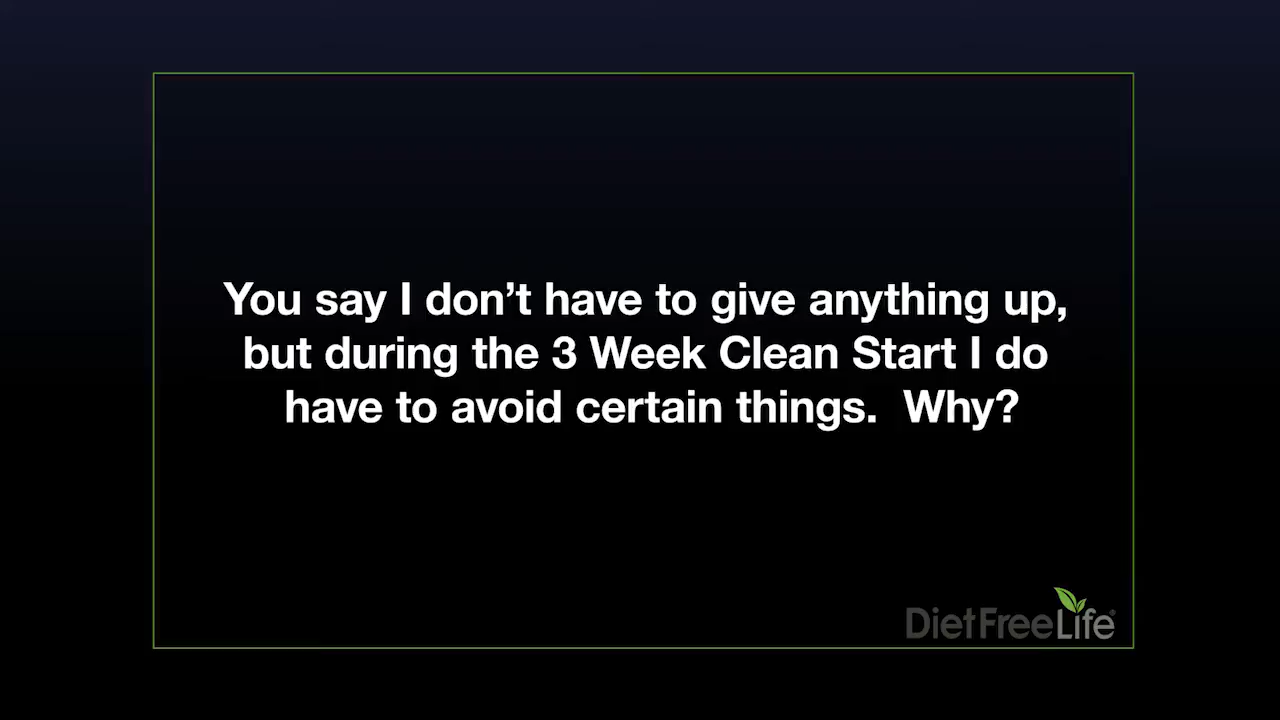 You say I don’t have to give anything up,
but during the 3 Week Clean Start I do
have to avoid certain things.  Why?
DietFreeLife®